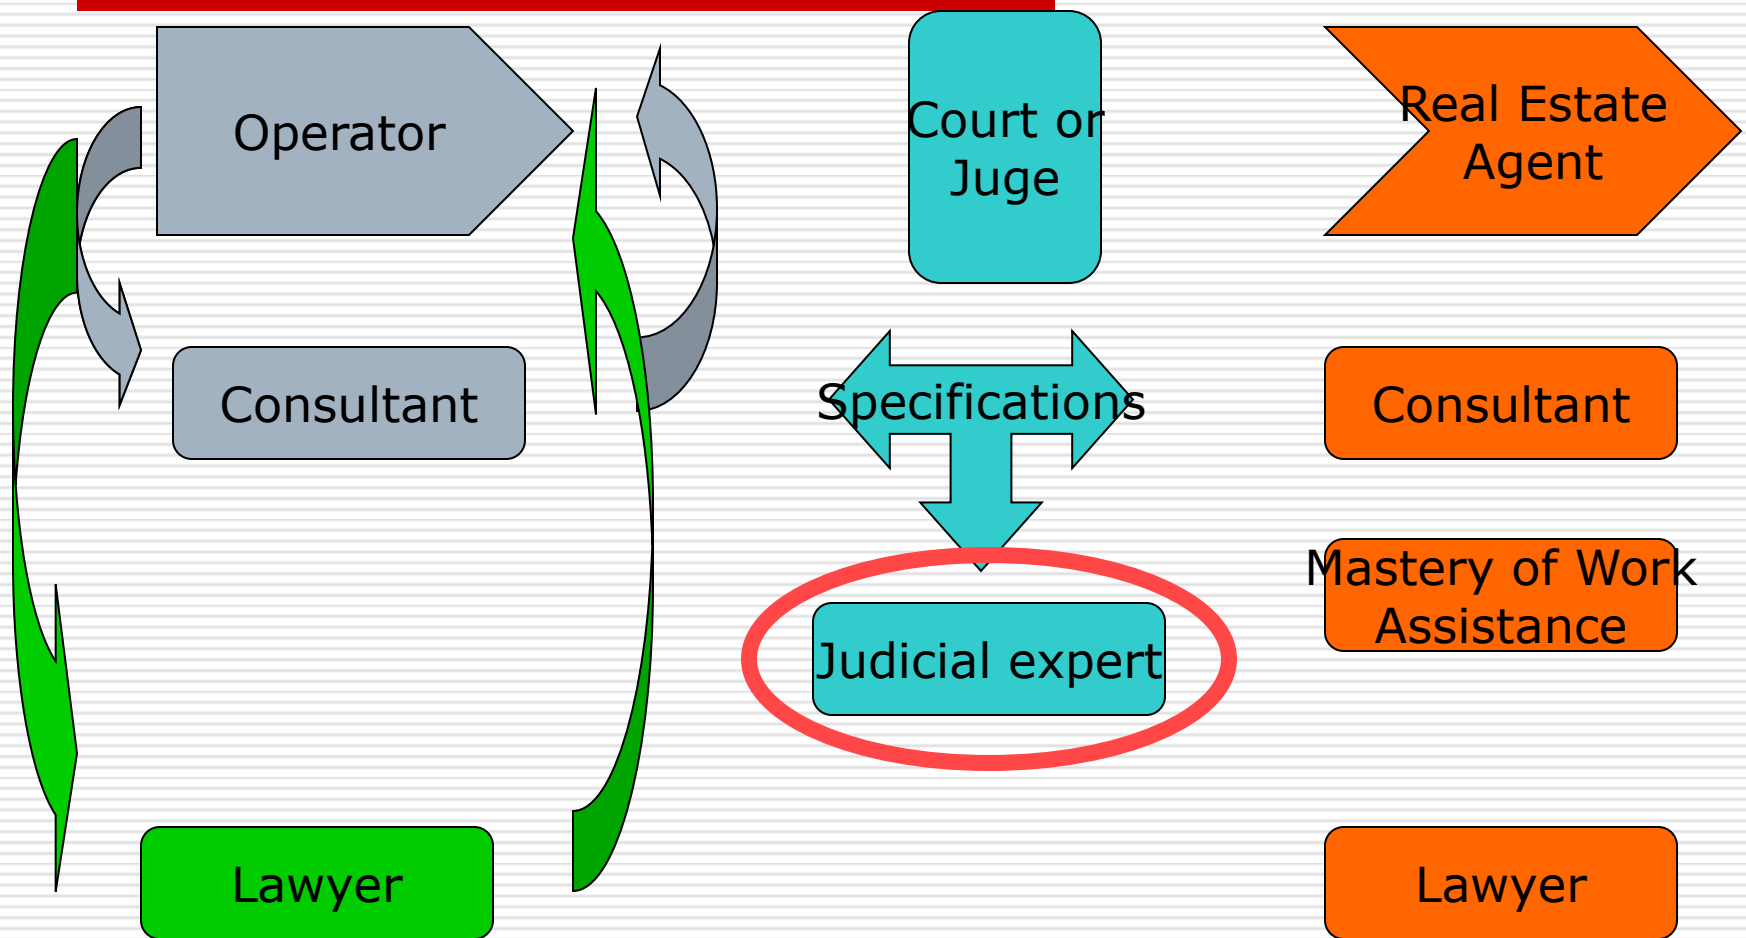 Operator
Court or
Juge
Real Estate
Agent
Consultant
Specifications
Consultant
Mastery of Work
Assistance
Judicial expert
Lawyer
Lawyer